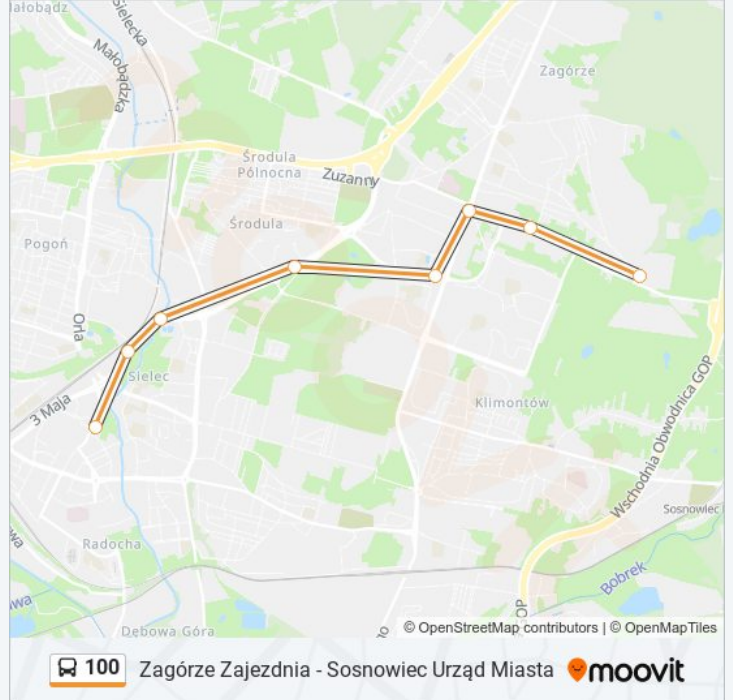 Sielecka
Małobądzka
Zagórze
Środula
Północna
Zuzanny
Środula
Pogoń
Orla
Sielec
3 Maja
Klimontów
Wschodnia Obwodnica GOP
Sosnowiec
Radocha
Bobrek
GOP
Dębowa Góra
© OpenStreetMap contributors | © OpenMapTiles
100 Zagórze Zajezdnia - Sosnowiec Urząd Miasta moovit